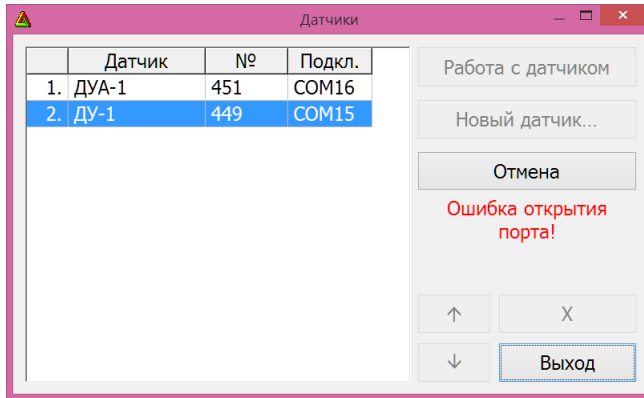 Датчики
Датчик № Подкл.
1. ДУА-1 451 COM16
2. ДУ-1 449 COM15
Работа с датчиком
Новый датчик...
Отмена
Ошибка открытия
порта!
↑ X
↓ Выход